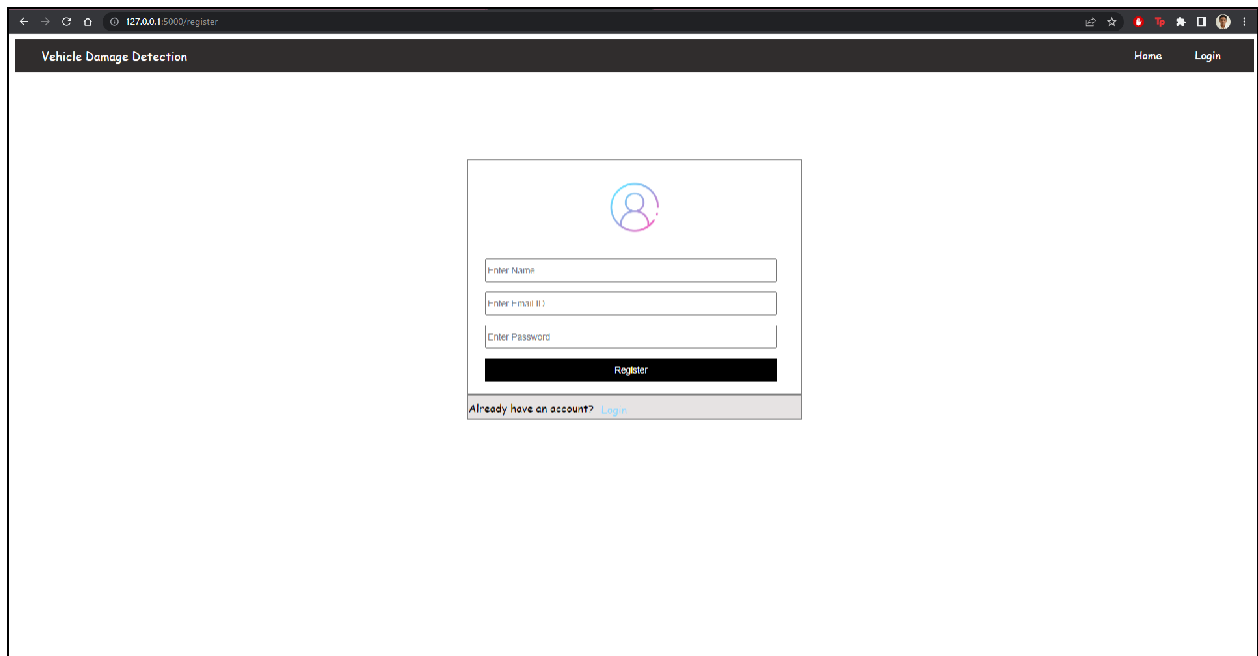 127.0.0.1:5000/register
Tp
Vehicle Damage Detection
Home Login
Enter Name
Enter Email ID
Enter Password
Register
Already have an account? Login